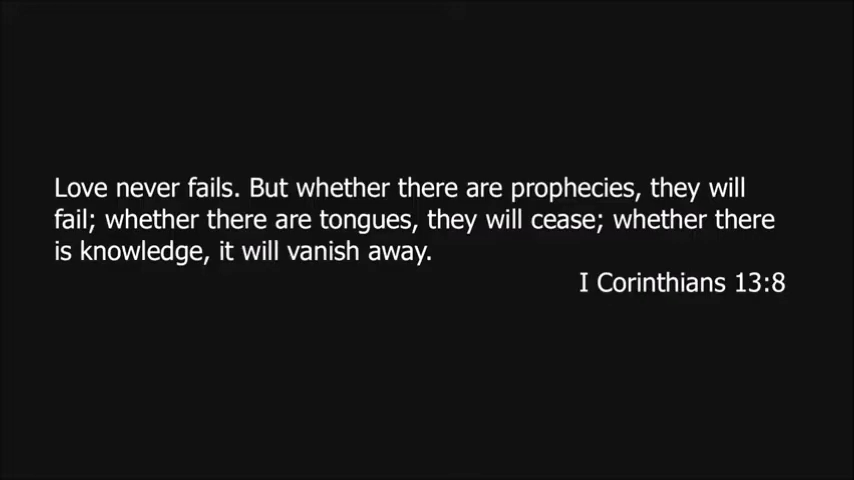 Love never fails. But whether there are prophecies, they will
fail; whether there are tongues, they will cease; whether there
is knowledge, it will vanish away.
I Corinthians 13:8